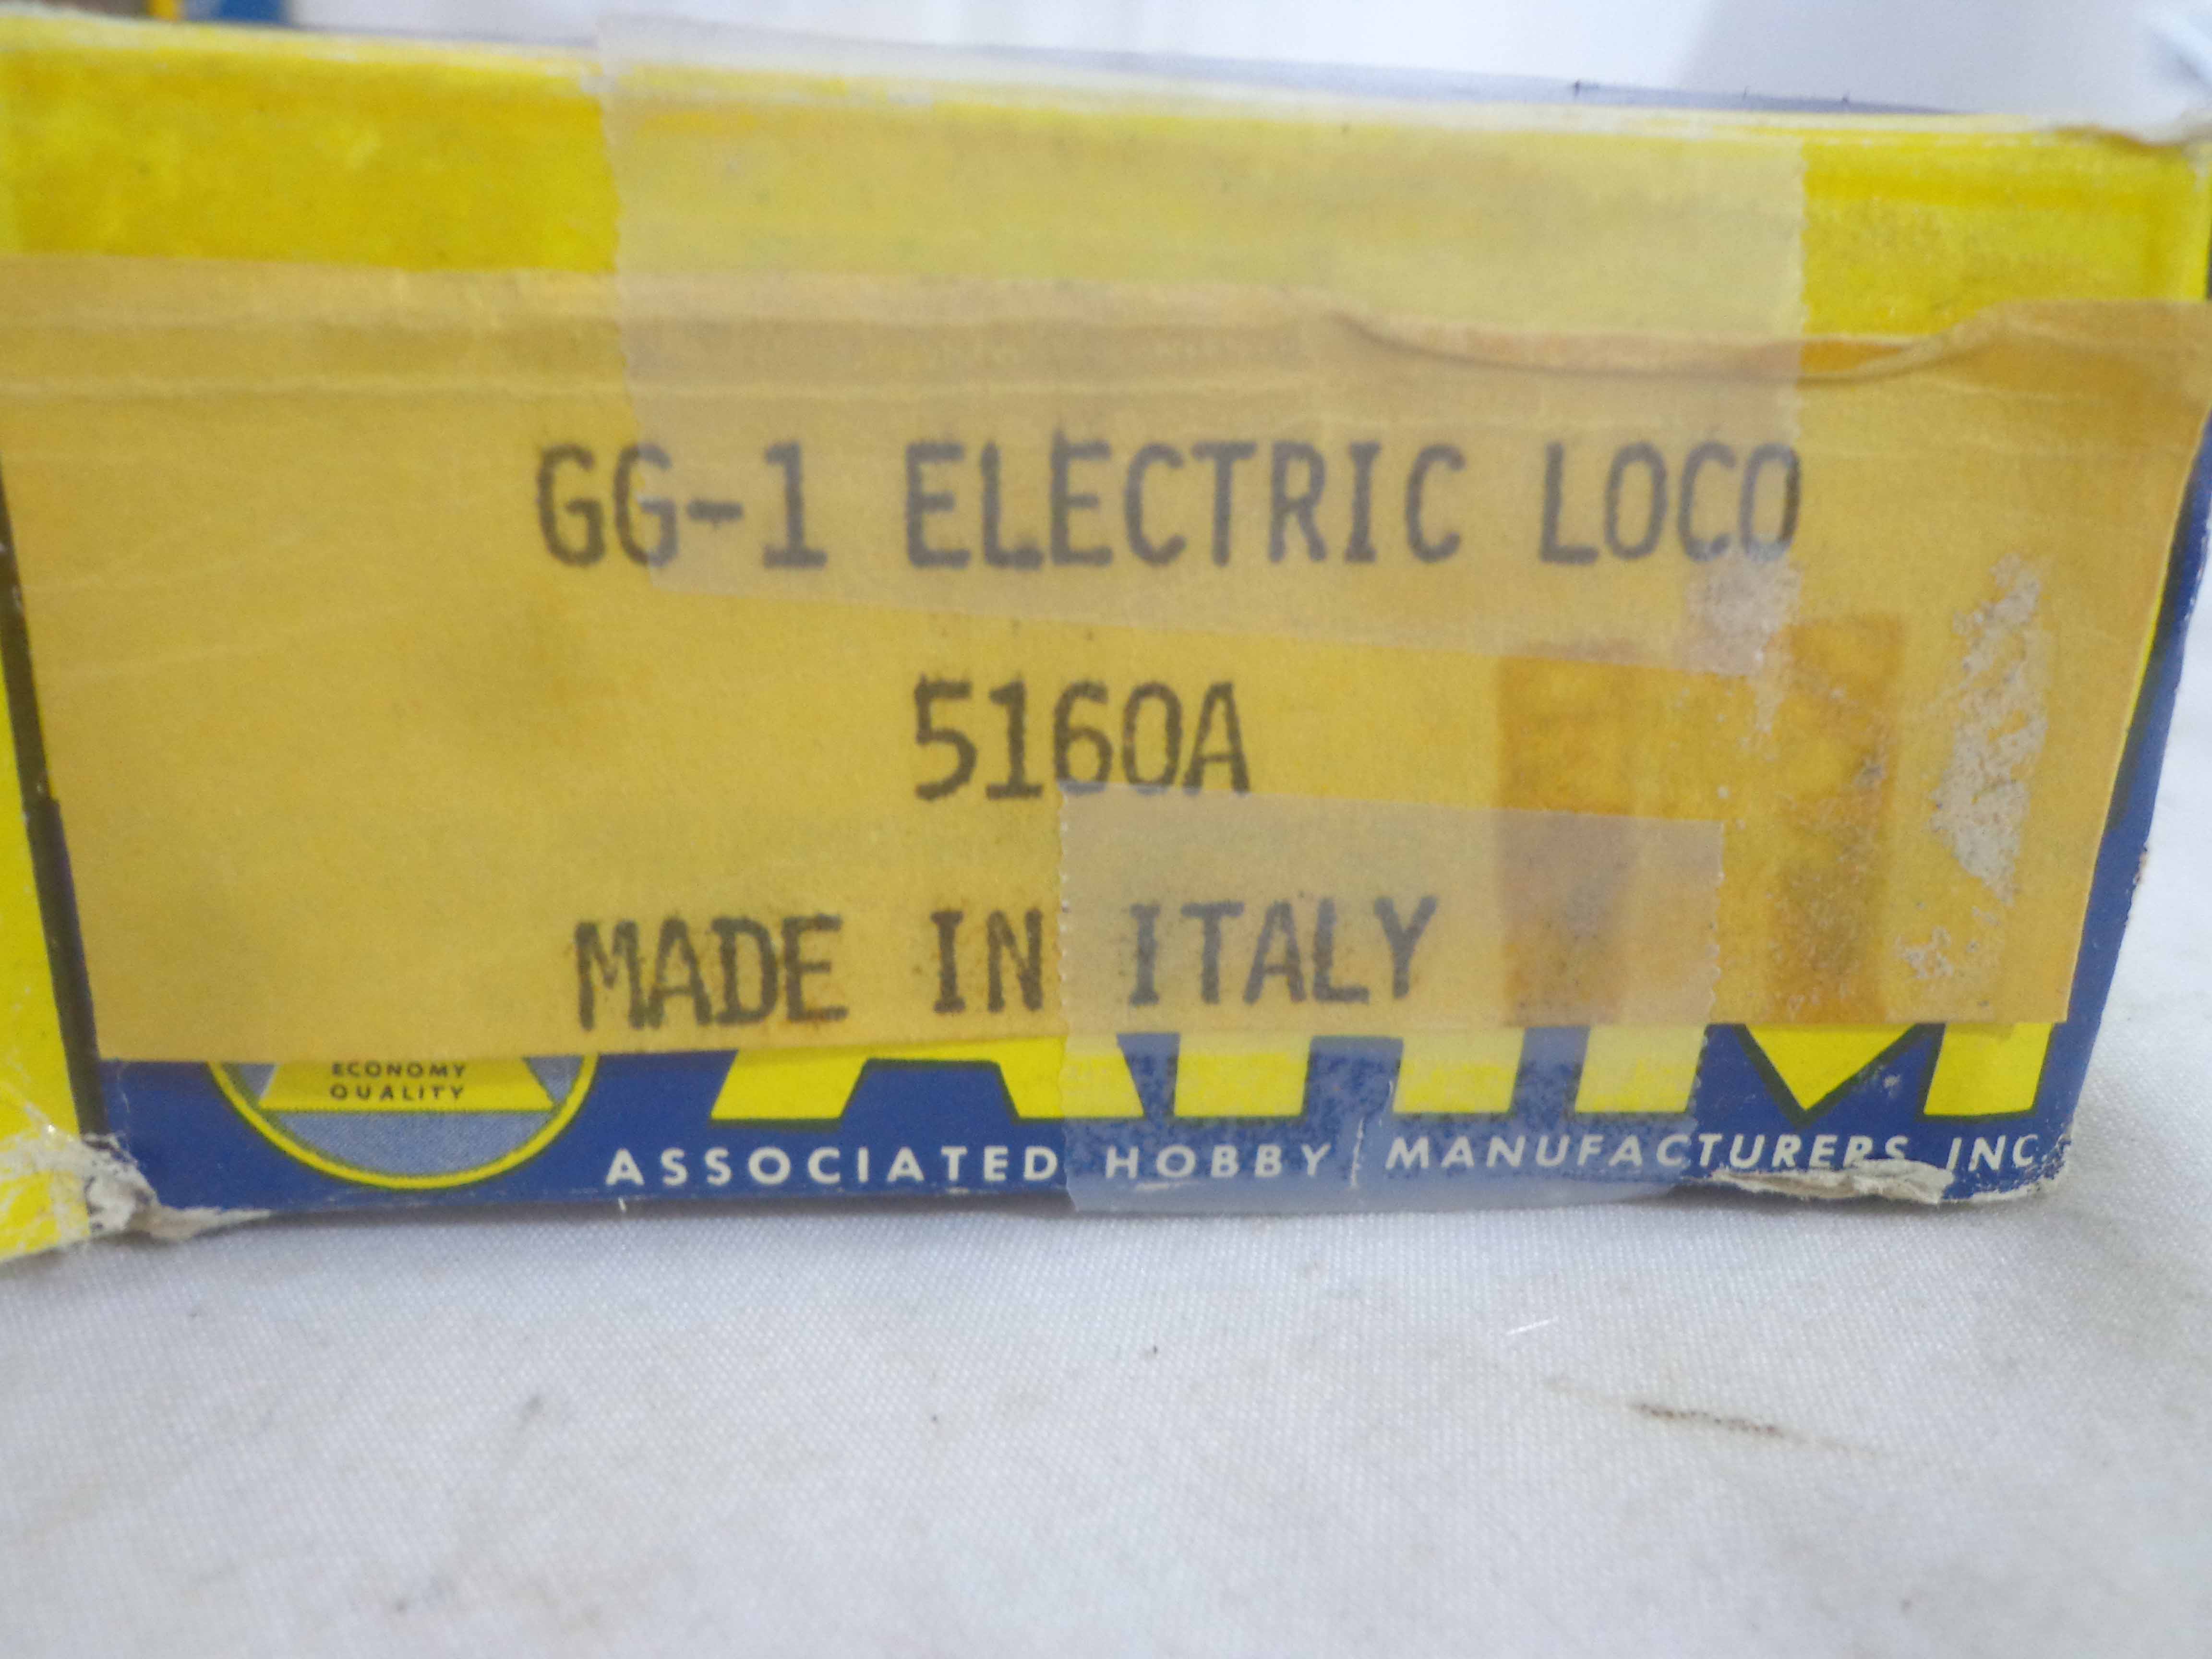 GG-1 ELECTRIC LOCO
5160A
MADE IN ITALY
ECONOMY
QUALITY
AHM
ASSOCIATED HOBBY MANUFACTURERS, INC